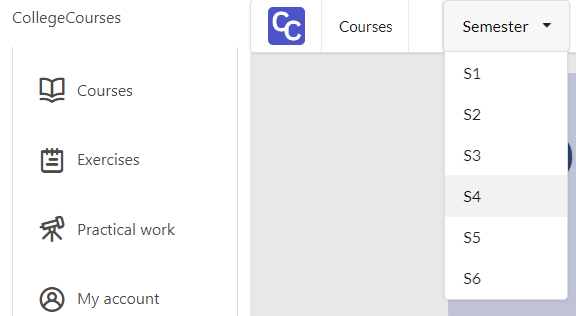 CollegeCourses
Courses
Exercises
Practical work
My account
CC
Courses
Semester
S1
S2
S3
S4
S5
S6